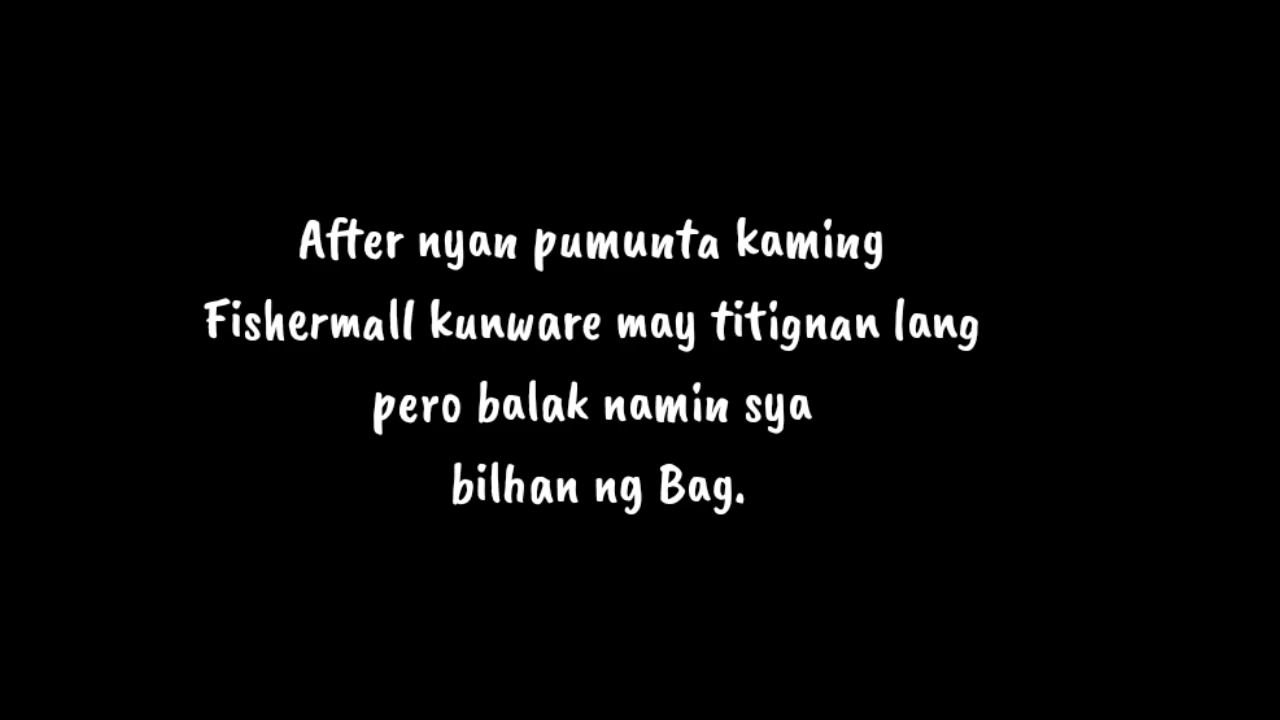 After nyan pumunta kaming
Fishermall kunware may titignan lang
pero balak namin sya
bilhan ng Bag.